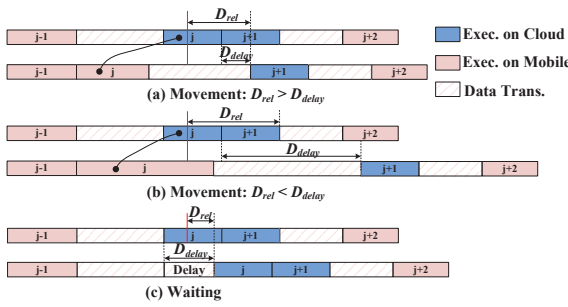 D_rel
j-1 j j+1 j+2
Exec. on Cloud
D_delay
Exec. on Mobile
j-1 j j+1 j+2
Data Trans.
(a) Movement: D_rel > D_delay
D_rel
j-1 j j+1 j+2
D_delay
j-1 j j+1 j+2
(b) Movement: D_rel < D_delay
D_rel
j-1 j j+1 j+2
D_delay
j-1 Delay j j+1 j+2
(c) Waiting